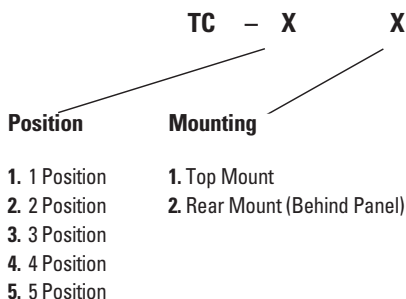 TC – X X
Position Mounting
1. 1 Position 1. Top Mount
2. 2 Position 2. Rear Mount (Behind Panel)
3. 3 Position
4. 4 Position
5. 5 Position